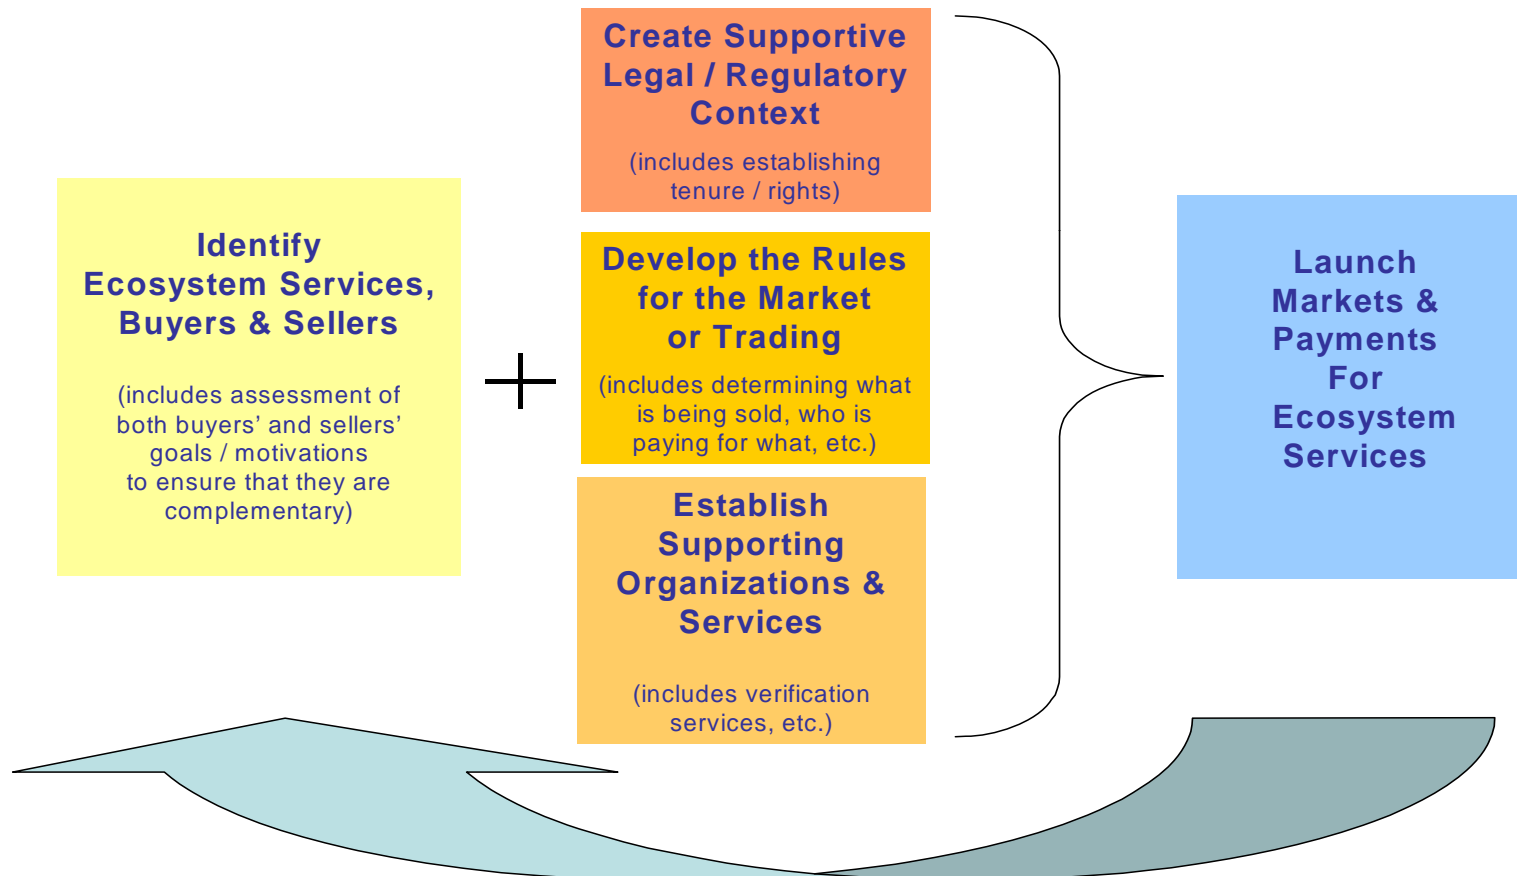 Identify
Ecosystem Services,
Buyers & Sellers
(includes assessment of
both buyers’ and sellers’
goals / motivations
to ensure that they are
complementary)
Create Supportive
Legal / Regulatory
Context
(includes establishing
tenure / rights)
Develop the Rules
for the Market
or Trading
(includes determining what
is being sold, who is
paying for what, etc.)
Establish
Supporting
Organizations &
Services
(includes verification
services, etc.)
Launch
Markets &
Payments
For
Ecosystem
Services